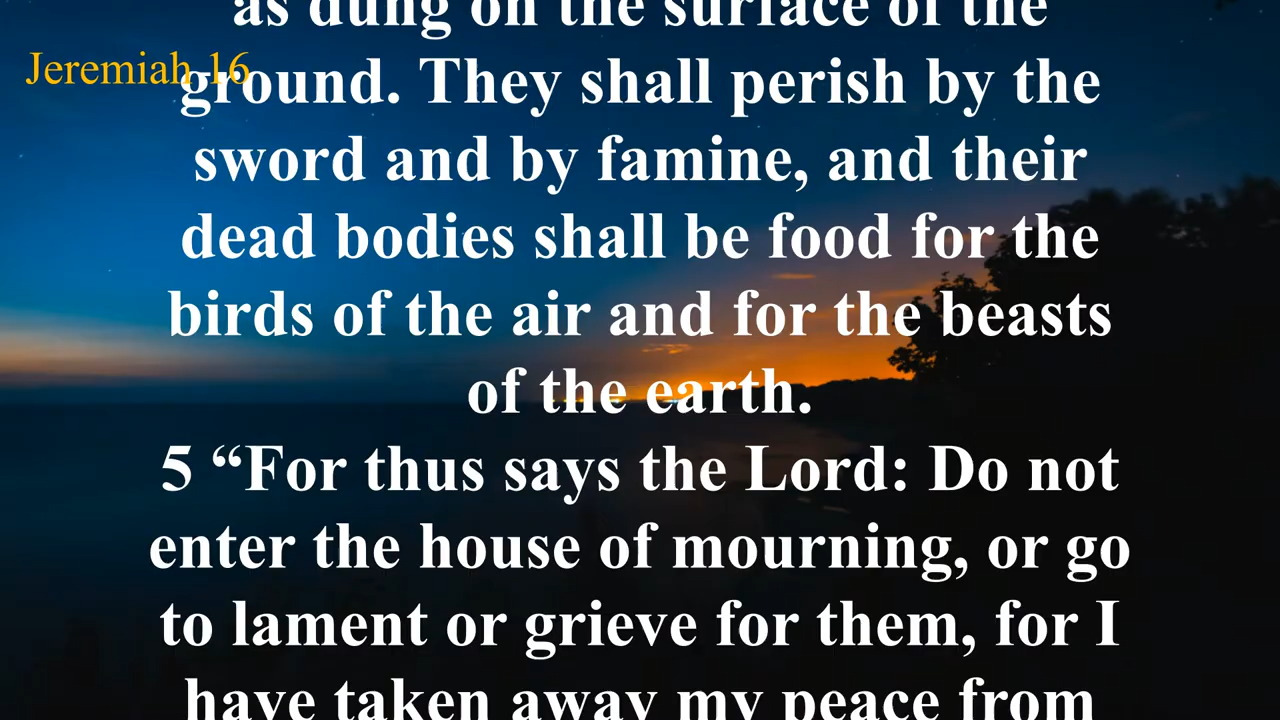 as dung on the surface of the
Jeremiah 16
ground. They shall perish by the
sword and by famine, and their
dead bodies shall be food for the
birds of the air and for the beasts
of the earth.
5 “For thus says the Lord: Do not
enter the house of mourning, or go
to lament or grieve for them, for I
have taken away my peace from